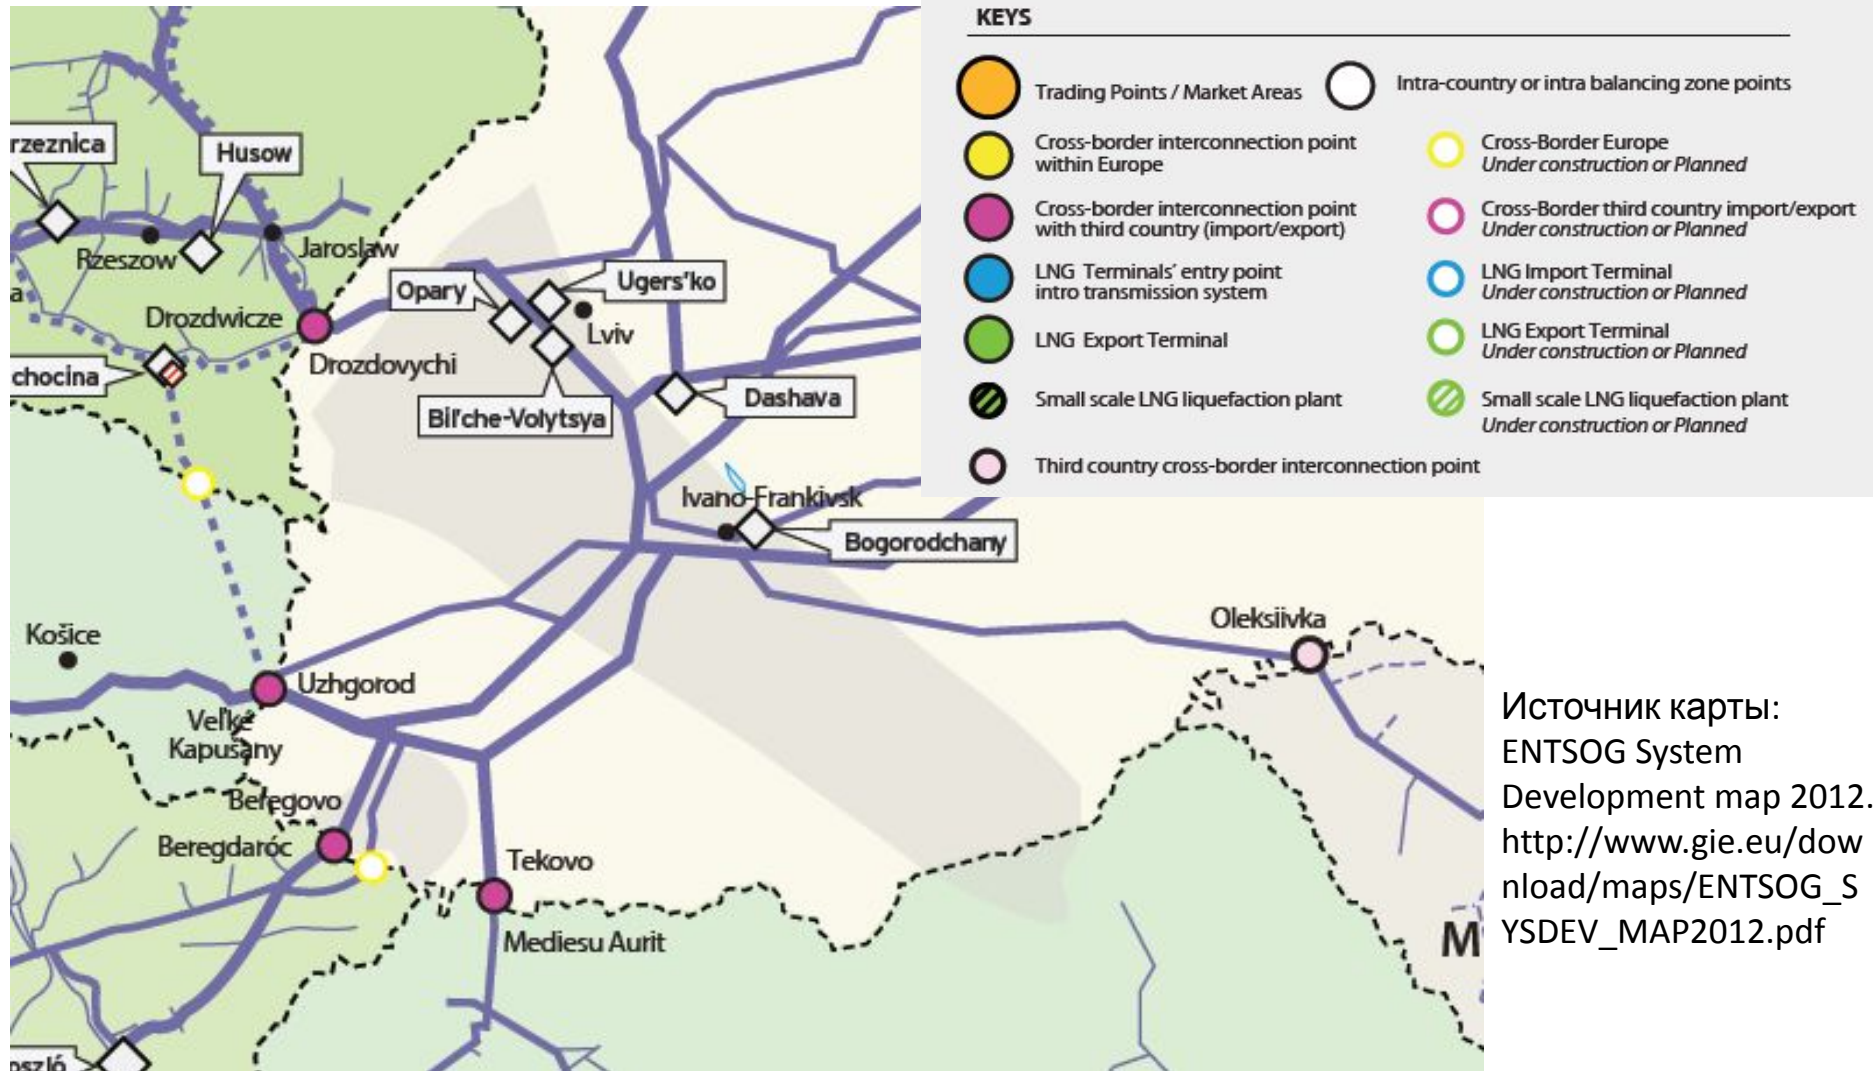 KEYS
Trading Points / Market Areas
Intra-country or intra balancing zone points
Cross-border interconnection point
within Europe
Cross-Border Europe
Under construction or Planned
Cross-border interconnection point
with third country (import/export)
Cross-Border third country import/export
Under construction or Planned
LNG Terminals' entry point
intro transmission system
LNG Import Terminal
Under construction or Planned
LNG Export Terminal
LNG Export Terminal
Under construction or Planned
Small scale LNG liquefaction plant
Small scale LNG liquefaction plant
Under construction or Planned
Third country cross-border interconnection point
rzeznica
Husow
Rzeszow
Jaroslaw
a
Opary
Ugers'ko
Drozdwicze
Lviv
Drozdovychi
chocina
Dashava
Bil'che-Volytsya
Ivano-Frankivsk
Bogorodchany
Oleksiivka
Košice
Uzhgorod
Veľké
Kapušany
Beregovo
Beregdaróc
Tekovo
Mediesu Aurit
M
oszló
Источник карты:
ENTSOG System
Development map 2012.
http://www.gie.eu/dow
nload/maps/ENTSOG_S
YSDEV_MAP2012.pdf